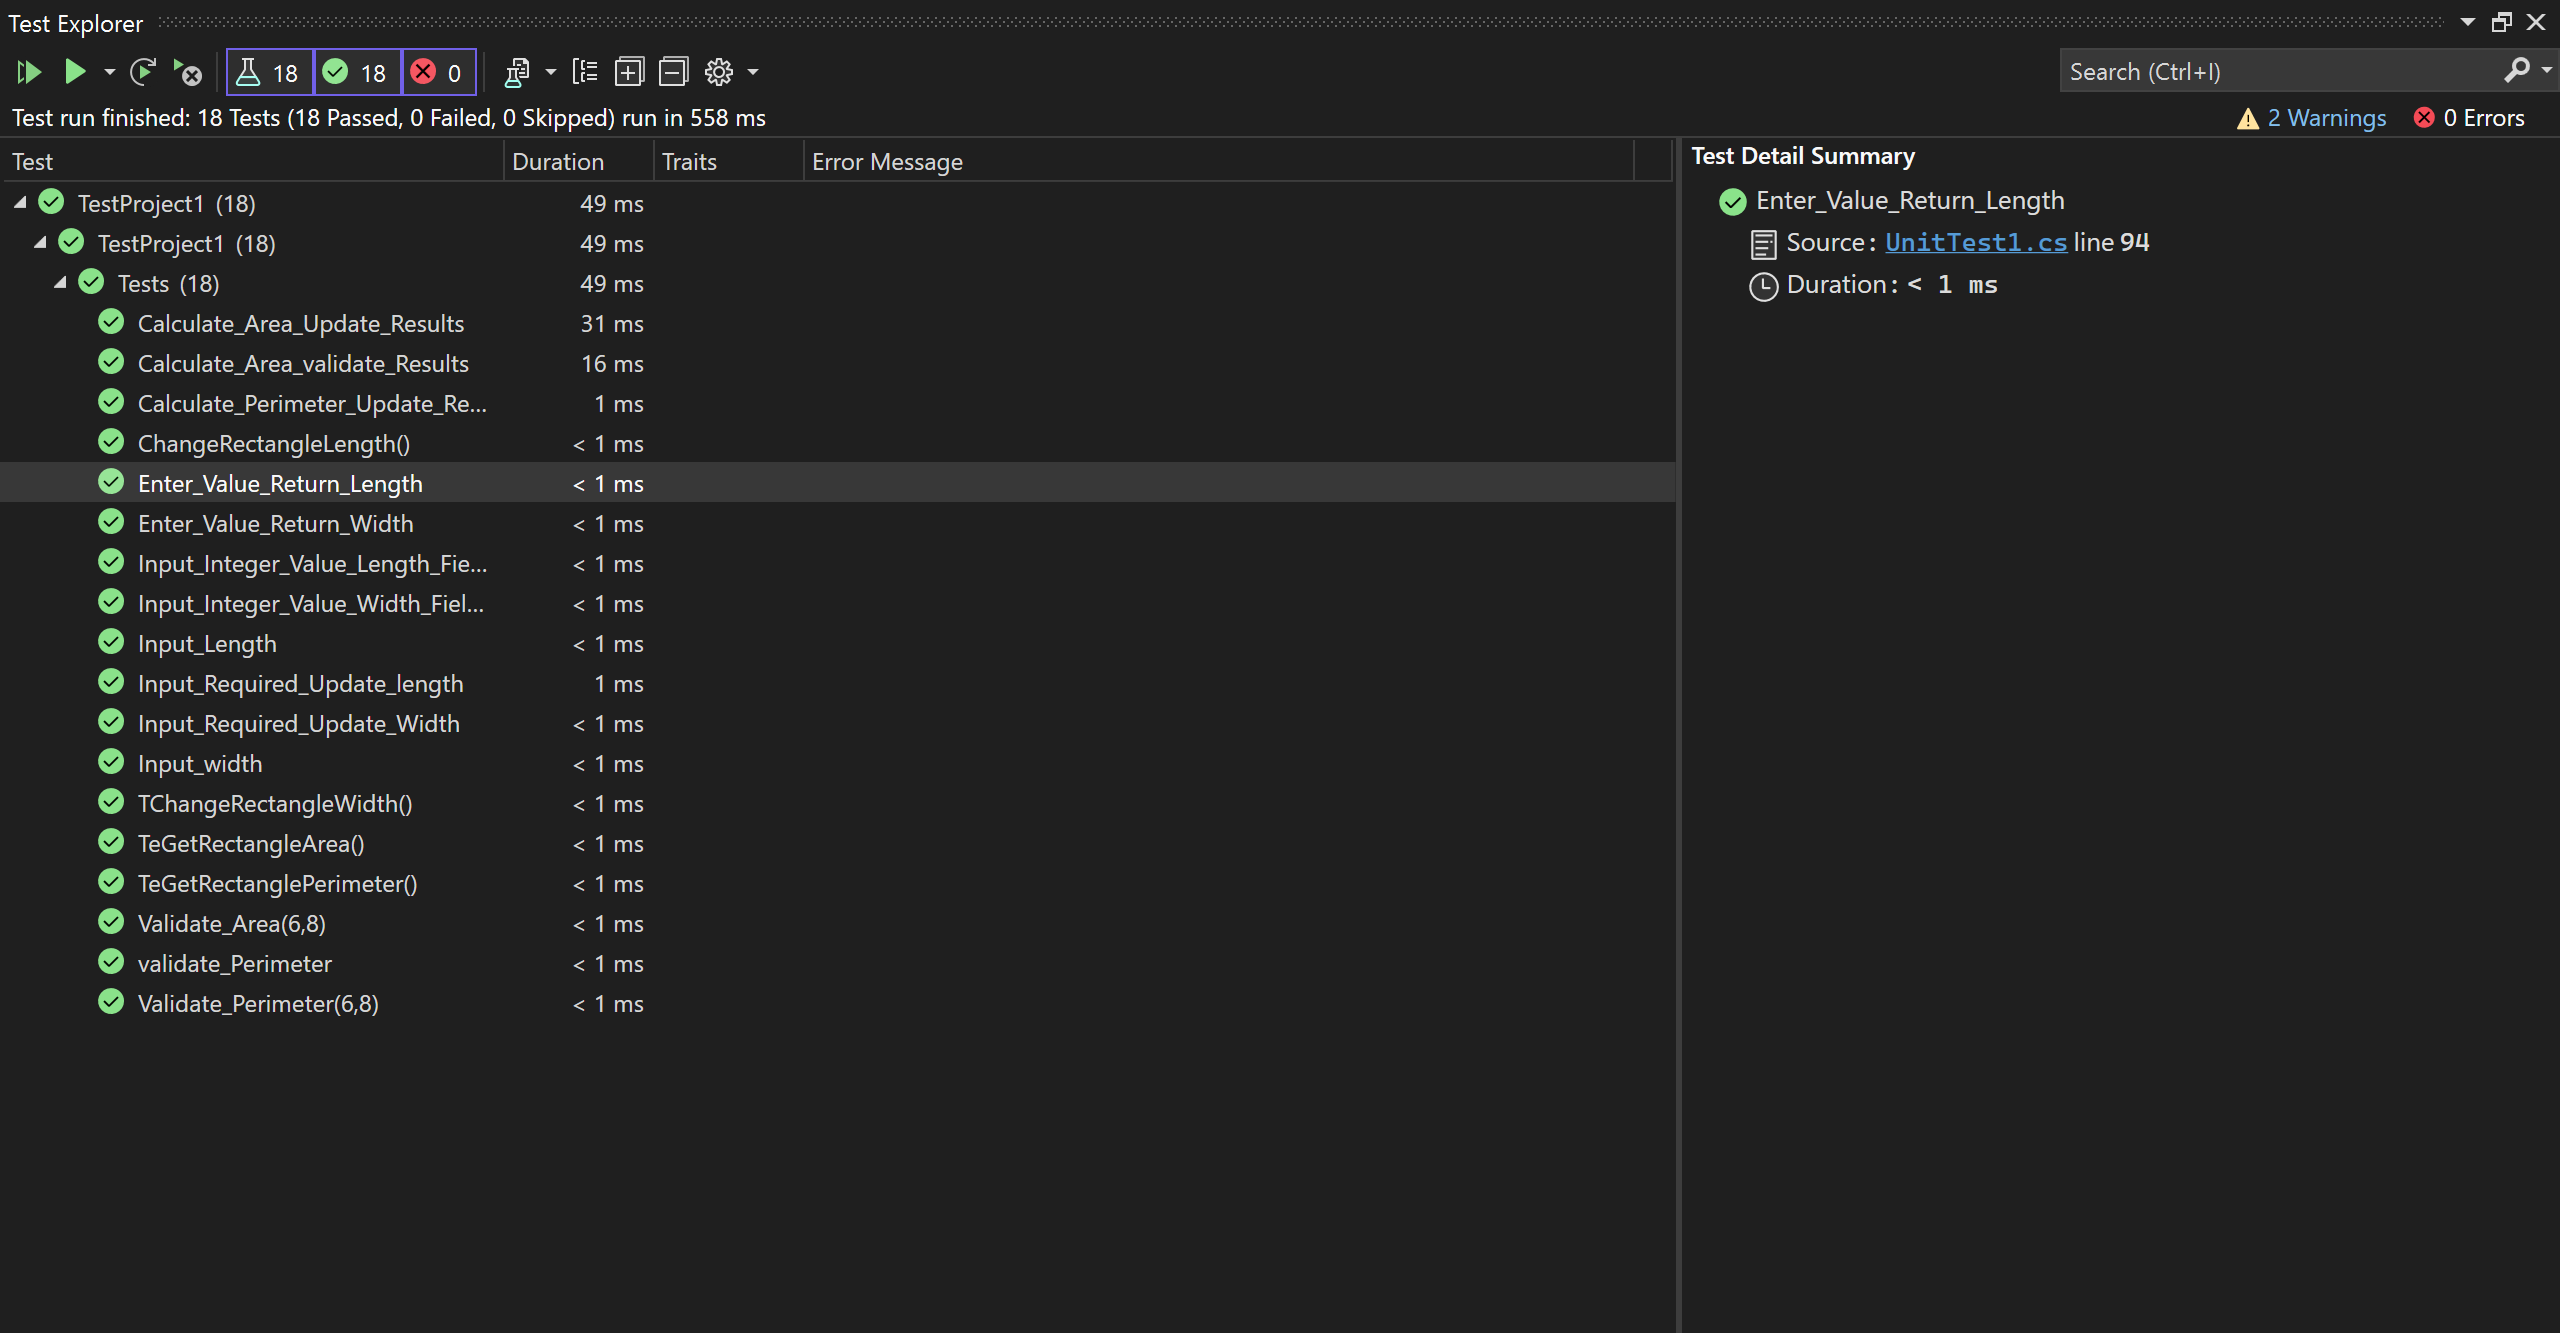 Test Explorer
18 18 0
Search (Ctrl+I)
Test run finished: 18 Tests (18 Passed, 0 Failed, 0 Skipped) run in 558 ms
2 Warnings 0 Errors
Test Duration Traits Error Message
TestProject1 (18) 49 ms
TestProject1 (18) 49 ms
Tests (18) 49 ms
Calculate_Area_Update_Results 31 ms
Calculate_Area_validate_Results 16 ms
Calculate_Perimeter_Update_Re... 1 ms
ChangeRectangleLength() < 1 ms
Enter_Value_Return_Length < 1 ms
Enter_Value_Return_Width < 1 ms
Input_Integer_Value_Length_Fie... < 1 ms
Input_Integer_Value_Width_Fiel... < 1 ms
Input_Length < 1 ms
Input_Required_Update_length 1 ms
Input_Required_Update_Width < 1 ms
Input_width < 1 ms
TChangeRectangleWidth() < 1 ms
TeGetRectangleArea() < 1 ms
TeGetRectanglePerimeter() < 1 ms
Validate_Area(6,8) < 1 ms
validate_Perimeter < 1 ms
Validate_Perimeter(6,8) < 1 ms
Test Detail Summary
Enter_Value_Return_Length
Source: UnitTest1.cs line 94
Duration: < 1 ms